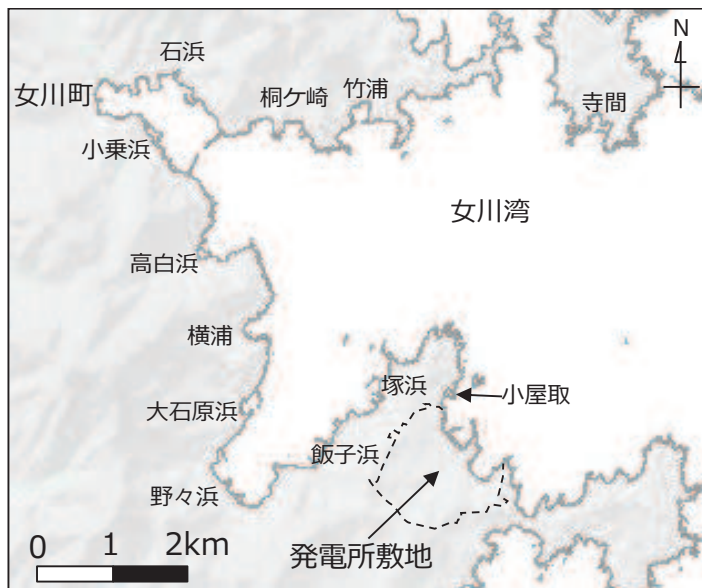 N
石浜
女川町
桐ケ崎
竹浦
寺間
小乗浜
女川湾
高白浜
横浦
塚浜
小屋取
大石原浜
飯子浜
野々浜
発電所敷地
0 1 2km